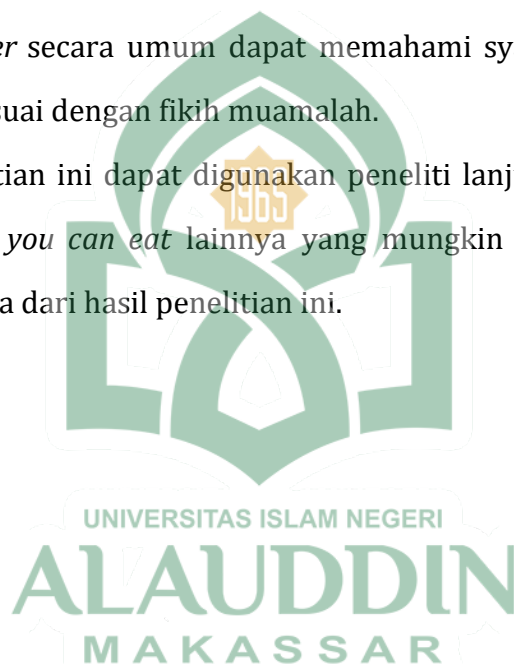 er secara umum dapat memahami sy
suai dengan fikih muamalah.
tian ini dapat digunakan peneliti lanj
you can eat lainnya yang mungkin
a dari hasil penelitian ini.
1965
UNIVERSITAS ISLAM NEGERI
ALAUDDIN
MAKASSAR